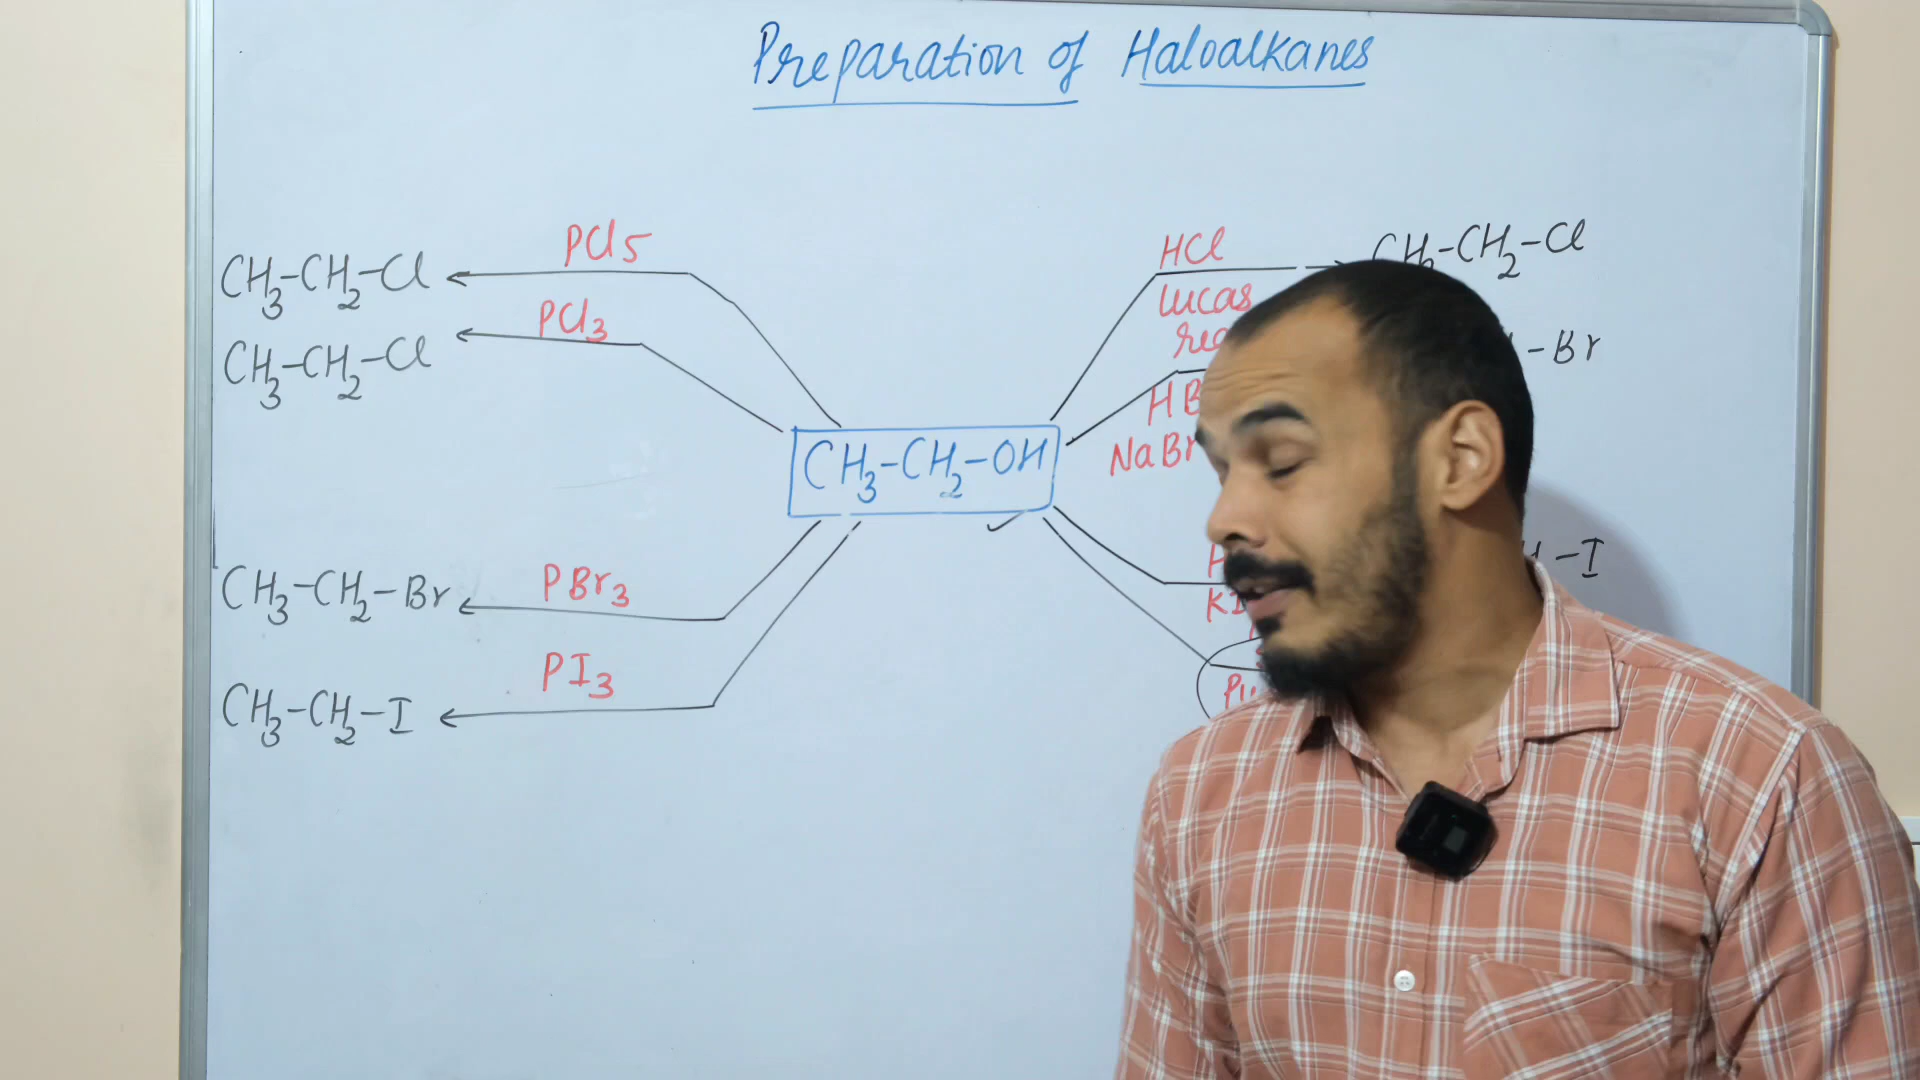 Preparation of Haloalkanes
CH3-CH2-Cl
PCl5
CH3-CH2-Cl
PCl3
CH3-CH2-OH
CH3-CH2-Br
PBr3
CH3-CH2-I
PI3
HCl
Lucas
-CH2-Cl
-Br
NaBr
-I